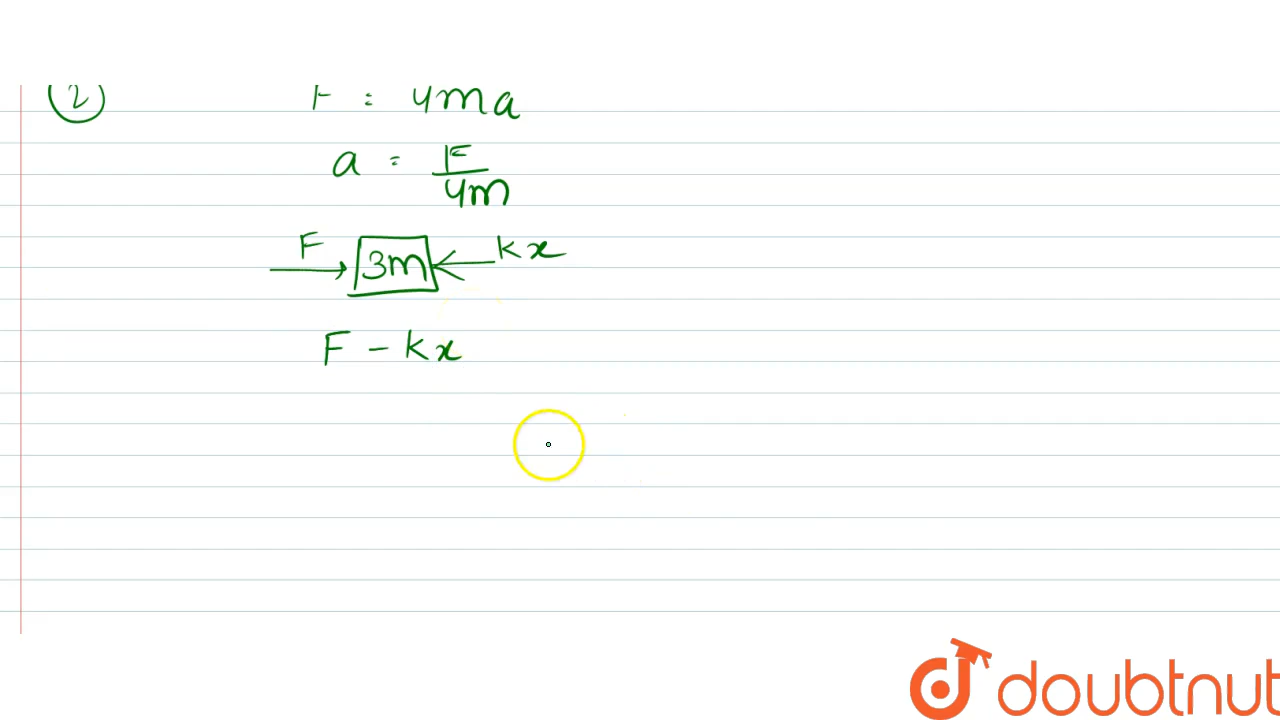 2 F = 4ma
a = F/4m
F 3m kx
F - kx
doubtnut